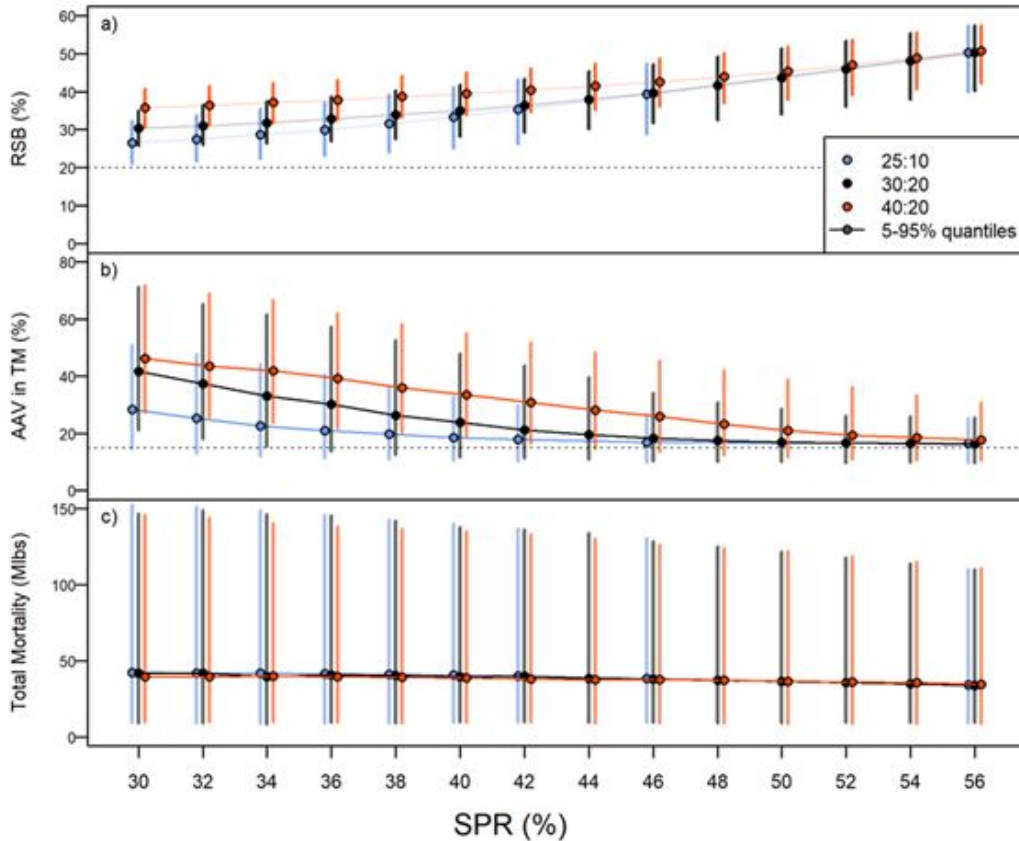 a)
RSB (%)
60
50
40
30
20
10
0
25:10
30:20
40:20
5-95% quantiles
b)
AAV in TM (%)
80
60
40
20
0
c)
Total Mortality (Mlbs)
150
100
50
0
30 32 34 36 38 40 42 44 46 48 50 52 54 56
SPR (%)